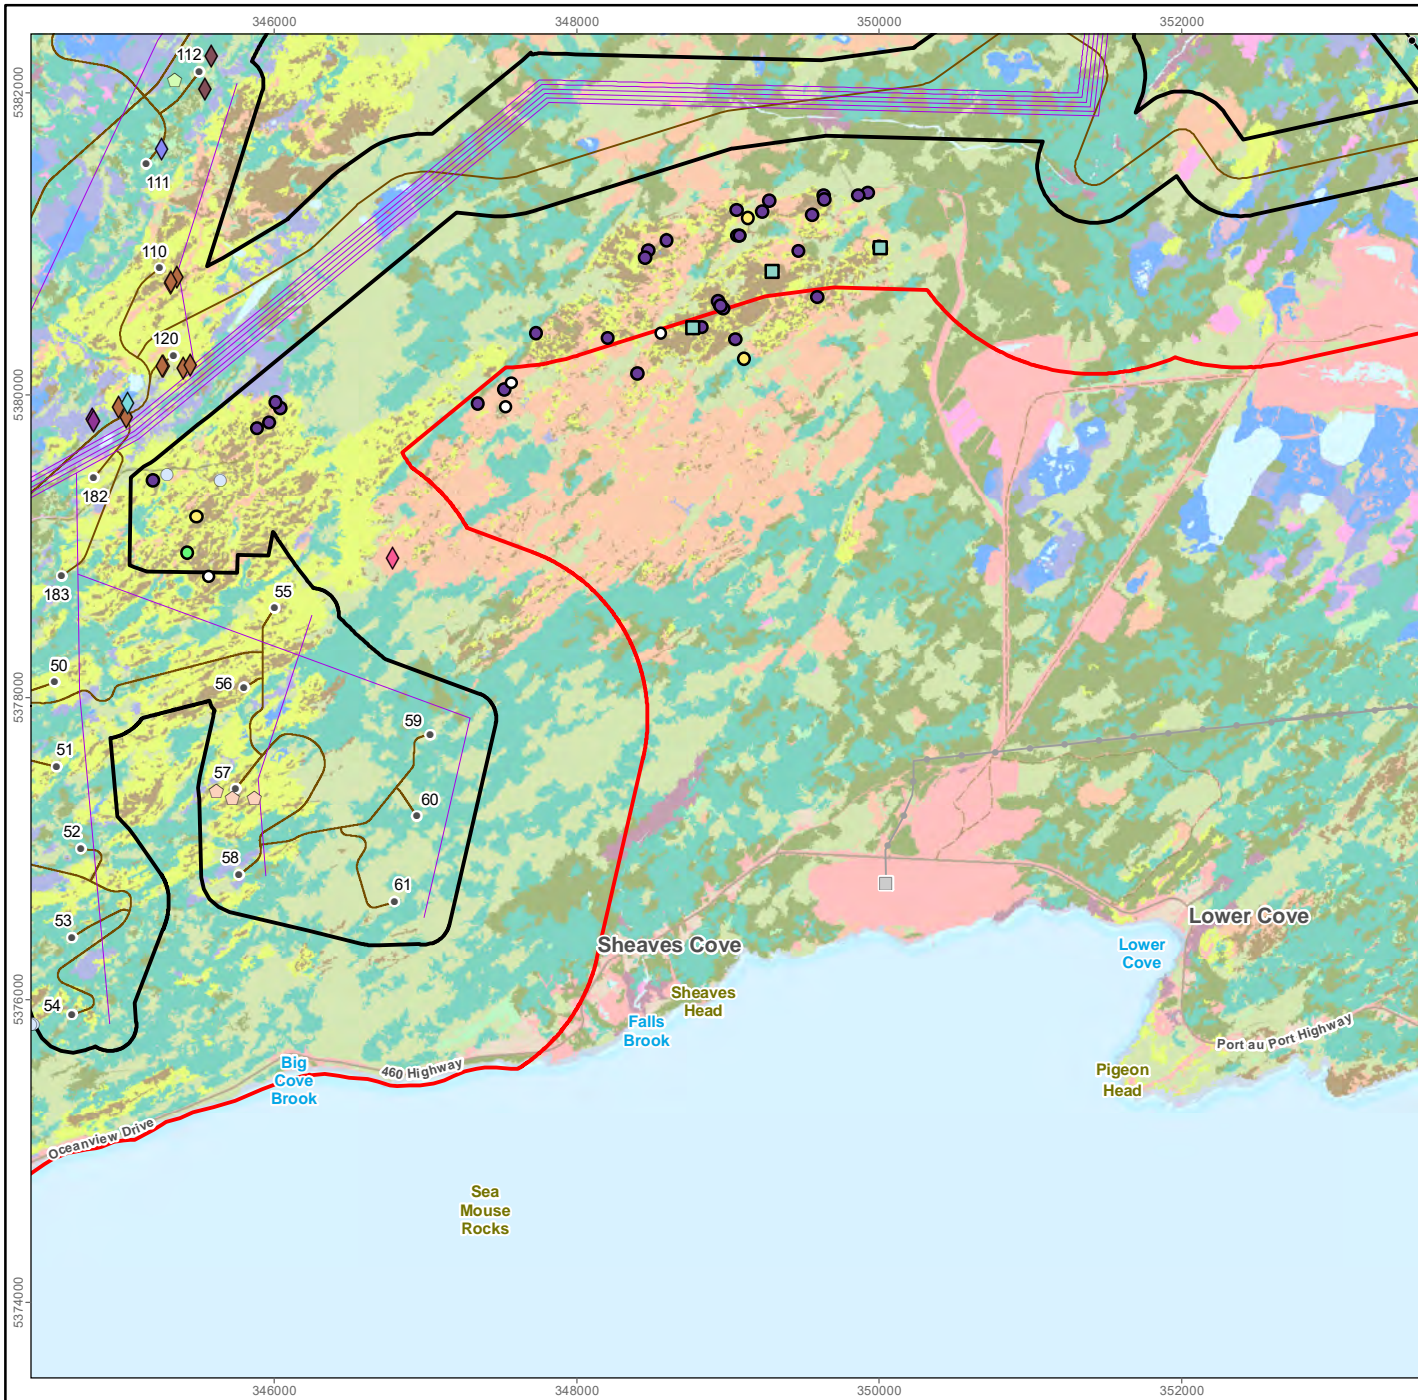 346000
348000
350000
352000
5382000
112
111
110
120
5380000
182
183
55
50
56
5378000
59
51
57
60
52
58
61
53
Lower Cove
Sheaves Cove
Lower
Cove
5376000
54
Sheaves
Head
Falls
Brook
Port au Port Highway
Big
Cove
Brook
460 Highway
Pigeon
Head
Oceanview Drive
Sea
Mouse
Rocks
5374000
346000
348000
350000
352000